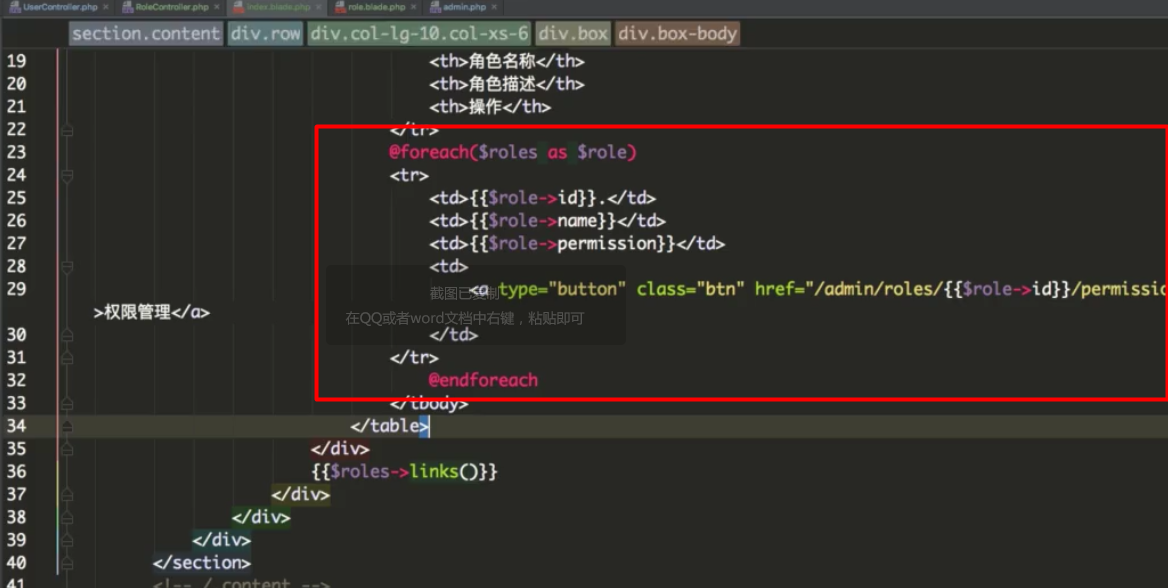 UserController.php × RoleController.php × index.blade.php × role.blade.php × admin.php ×
section.content div.row div.col-lg-10.col-xs-6 div.box div.box-body
19 <th>角色名称</th>
20 <th>角色描述</th>
21 <th>操作</th>
22 </tr>
23 @foreach($roles as $role)
24 <tr>
25 <td>{{$role->id}}.</td>
26 <td>{{$role->name}}</td>
27 <td>{{$role->permission}}</td>
28 <td>
29 <a type="button" class="btn" href="/admin/roles/{{$role->id}}/permissio
截图已复制
>权限管理</a>
在QQ或者word文档中右键，粘贴即可
30 </td>
31 </tr>
32 @endforeach
33 </tbody>
34 </table>
35 </div>
36 {{$roles->links()}}
37 </div>
38 </div>
39 </div>
40 </section>
41 <!-- / content -->